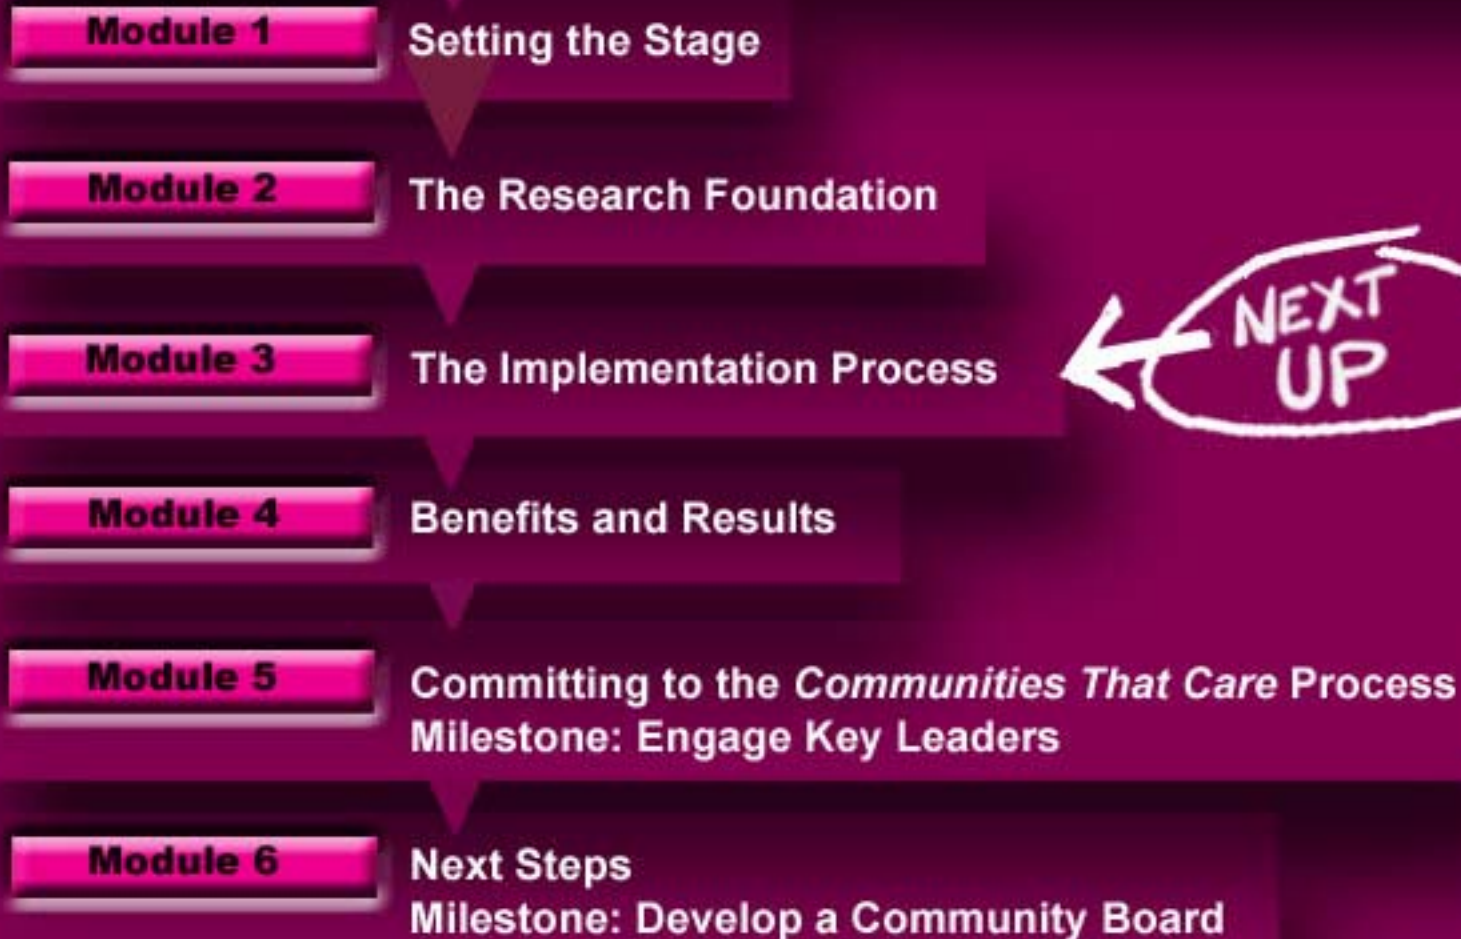 Module 1 Setting the Stage
Module 2 The Research Foundation
NEXT
UP
Module 3 The Implementation Process
Module 4 Benefits and Results
Module 5 Committing to the Communities That Care Process
Milestone: Engage Key Leaders
Module 6 Next Steps
Milestone: Develop a Community Board